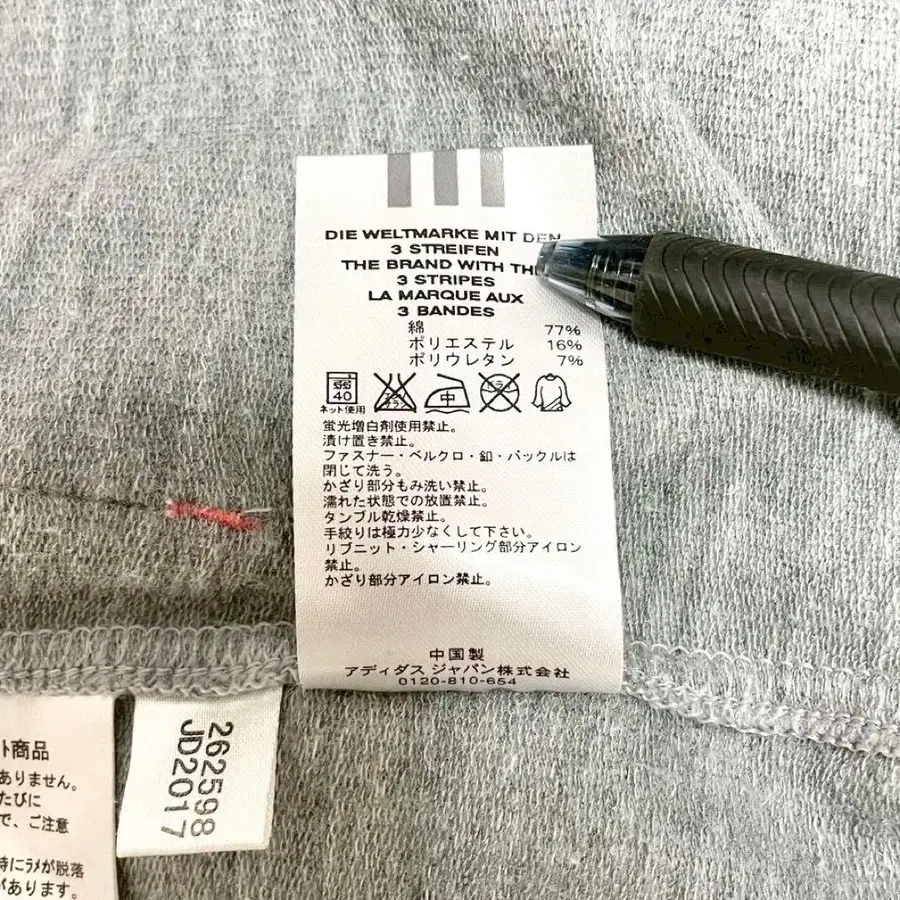 DIE WELTMARKE MIT DEN
3 STREIFEN
THE BRAND WITH THE
3 STRIPES
LA MARQUE AUX
3 BANDES
綿 77%
ポリエステル 16%
ポリウレタン 7%
40
中
ネット使用
蛍光増白剤使用禁止。
漬け置き禁止。
ファスナー・ベルクロ・釦・バックルは
閉じて洗う。
かざり部分もみ洗い禁止。
濡れた状態での放置禁止。
タンブル乾燥禁止。
手絞りは極力少なくして下さい。
リブニット・シャーリング部分アイロン
禁止。
かざり部分アイロン禁止。
中国製
アディダス ジャパン株式会社
0120-810-654
262598
JD2017
ト商品
ありません。
たびに
で、ご注意
時にラメが脱落
があります。